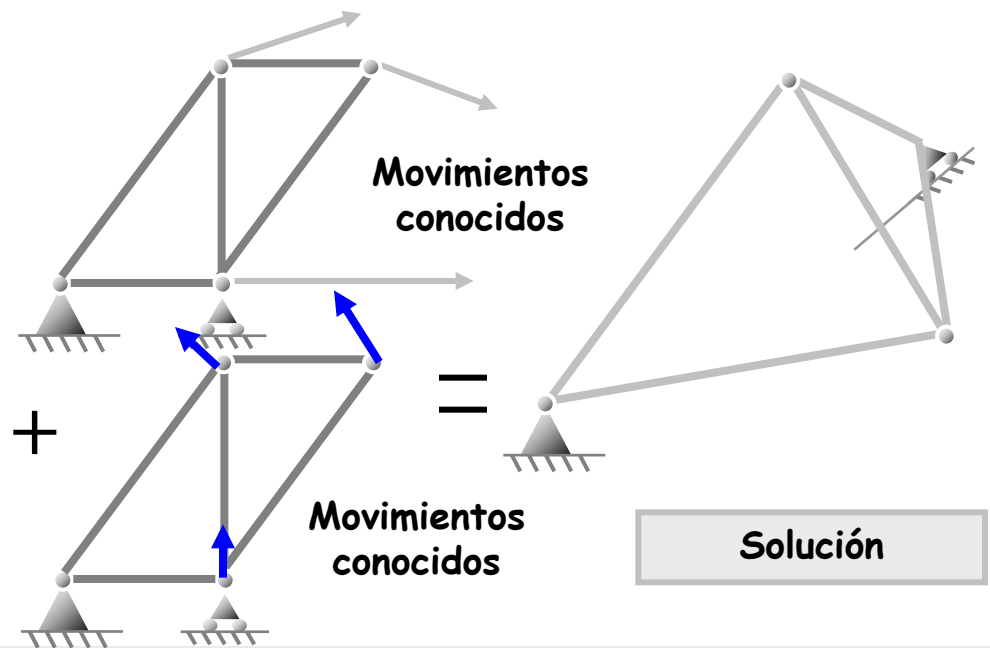 Movimientos
conocidos
+
=
Movimientos
conocidos
Solución